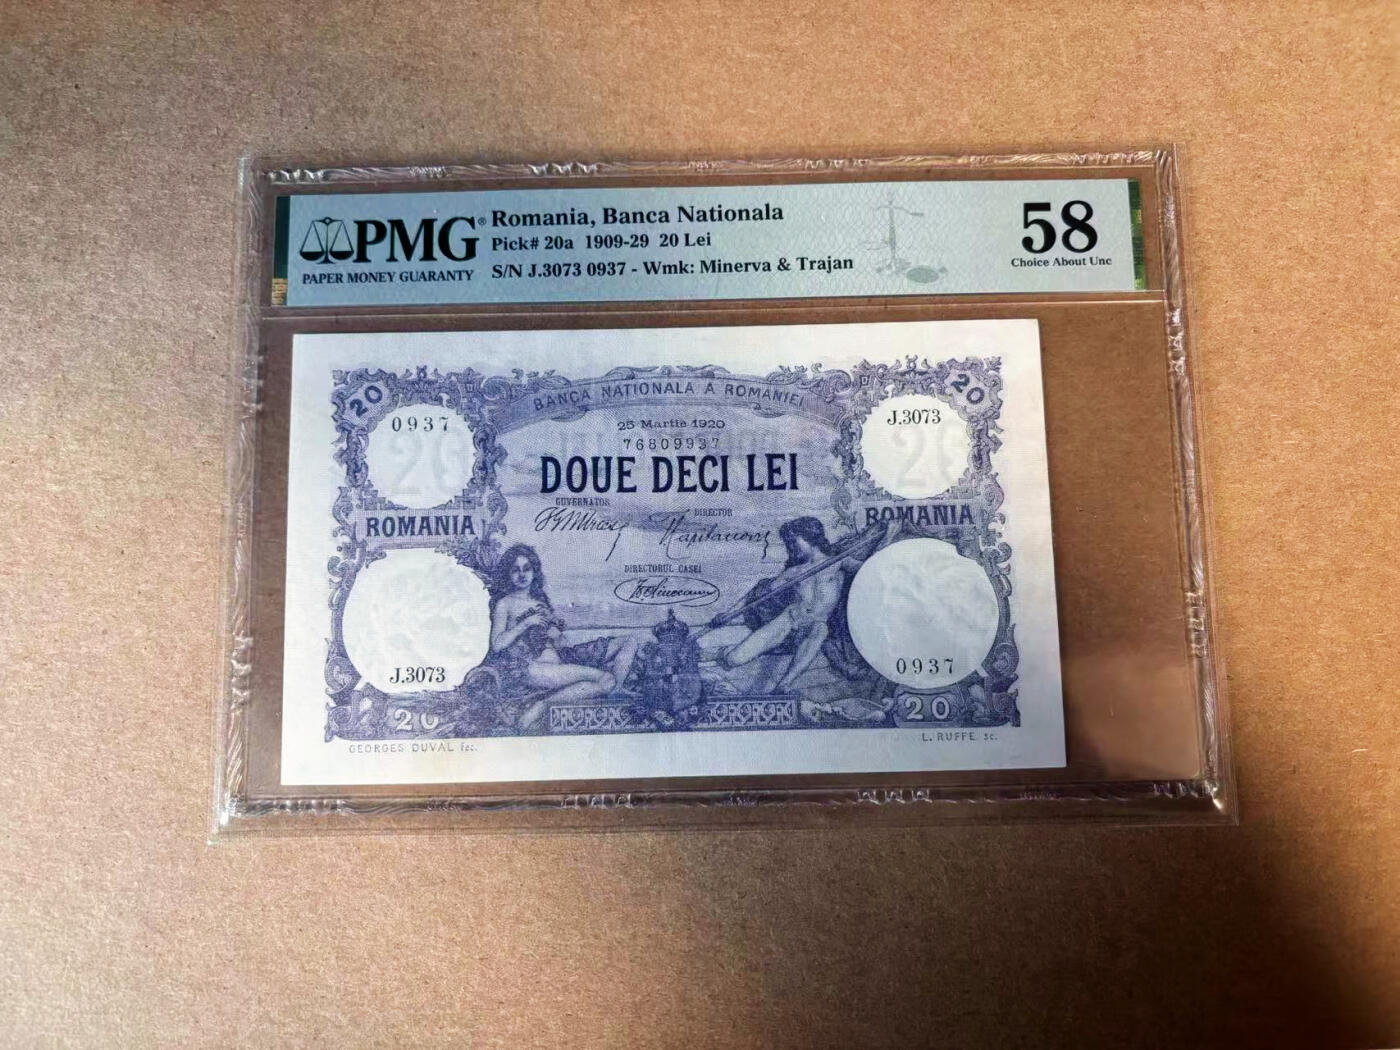 PMG®
PAPER MONEY GUARANTY
Romania, Banca Nationala
Pick# 20a 1909-29 20 Lei
S/N J.3073 0937 - Wmk: Minerva & Trajan
58
Choice About Unc
20
20
BANCA NATIONALA A ROMANIEI
0937
25 Martie 1920
J.3073
76809937
DOUE DECI LEI
GUVERNATOR
DIRECTOR
ROMANIA
ROMANIA
DIRECTORUL CASEI
J.3073
0937
20
20
GEORGES DUVAL fec.
L. RUFFE. sc.